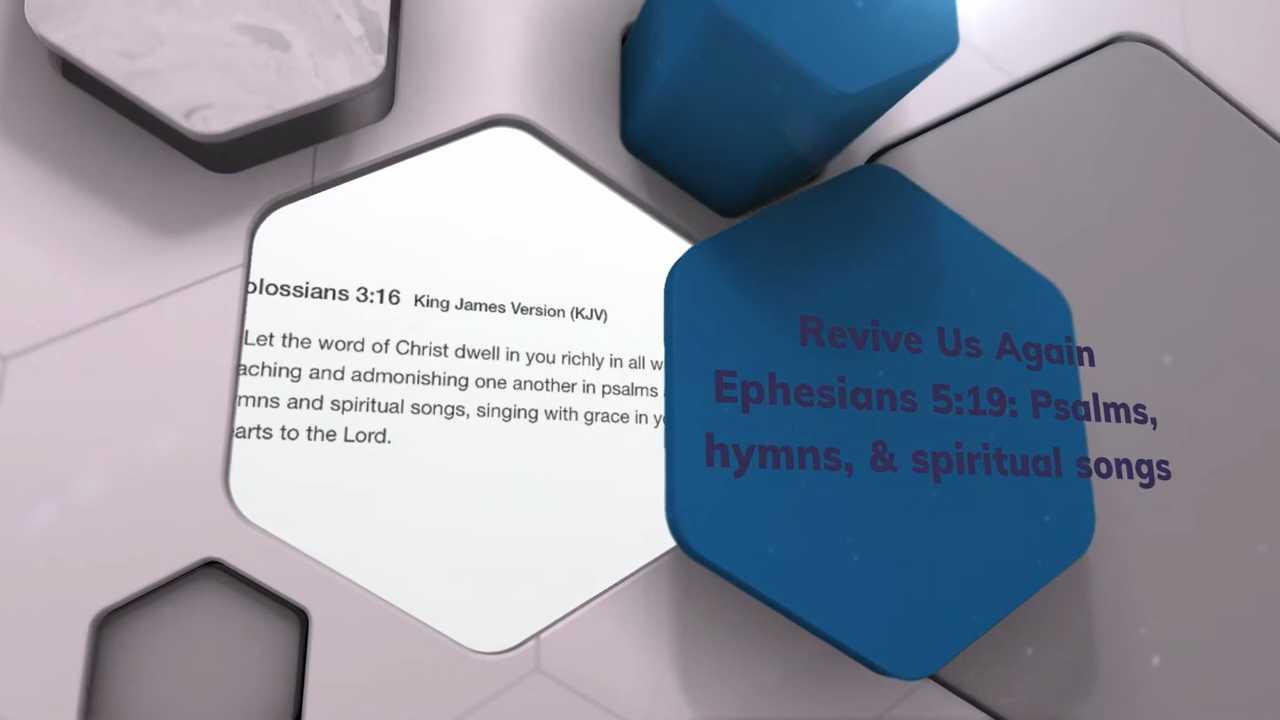 olossians 3:16 King James Version (KJV)
Let the word of Christ dwell in you richly in all w
aching and admonishing one another in psalms
mns and spiritual songs, singing with grace in y
arts to the Lord.
Revive Us Again
Ephesians 5:19: Psalms,
hymns, & spiritual songs